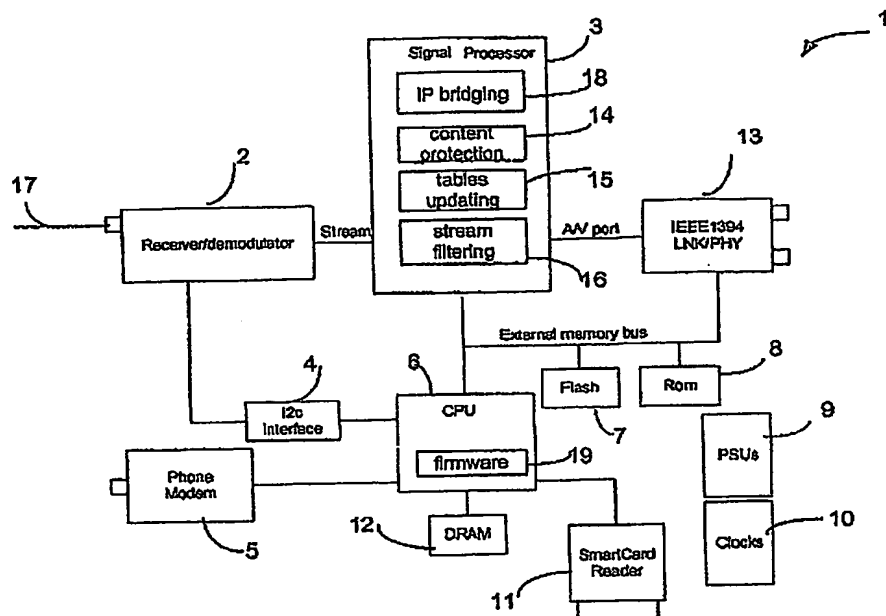 1
3
Signal Processor
18
IP bridging
14
content
protection
2
13
17
tables
updating
15
Receiver/demodutator
Stream
stream
filtering
A/V port
IEEE1394
LNK/PHY
16
External memory bus
4
6
8
I2c
Interface
CPU
Flash
Rom
7
9
PSUs
firmware
19
Phone
Modem
5
12
DRAM
SmartCard
Reader
11
Clocks
10